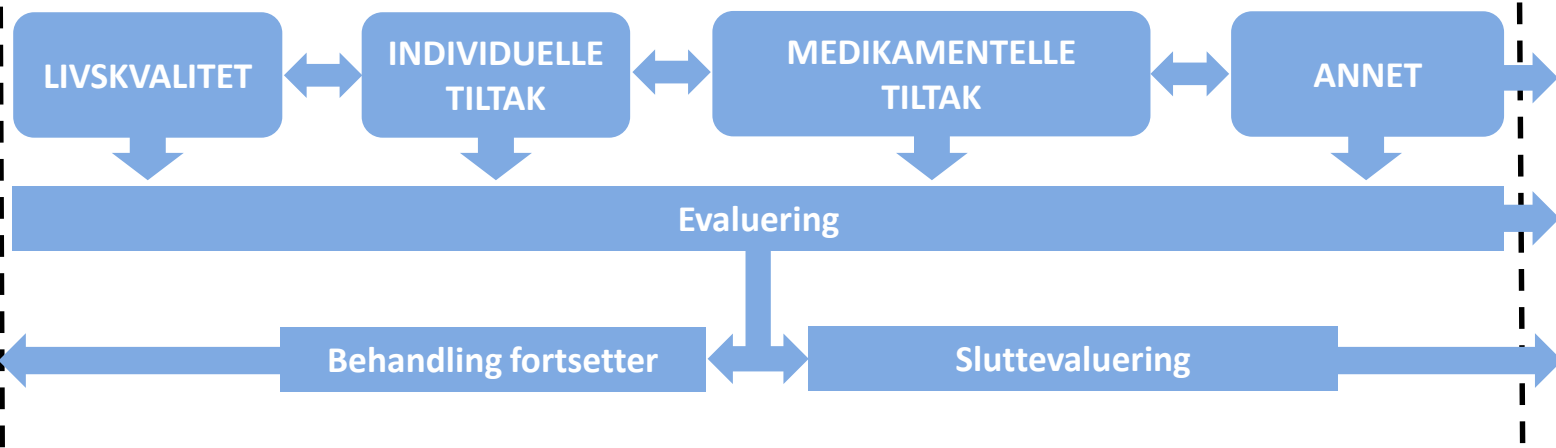 LIVSKVALITET
INDIVIDUELLE
TILTAK
MEDIKAMENTELLE
TILTAK
ANNET
Evaluering
Behandling fortsetter
Sluttevaluering